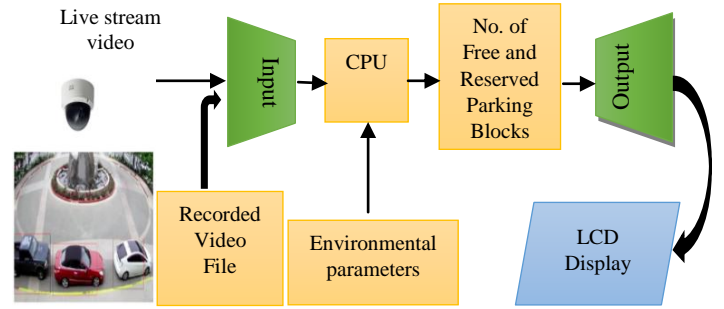 Live stream
video
Input
CPU
No. of
Free and
Reserved
Parking
Blocks
Output
Recorded
Video
File
Environmental
parameters
LCD
Display